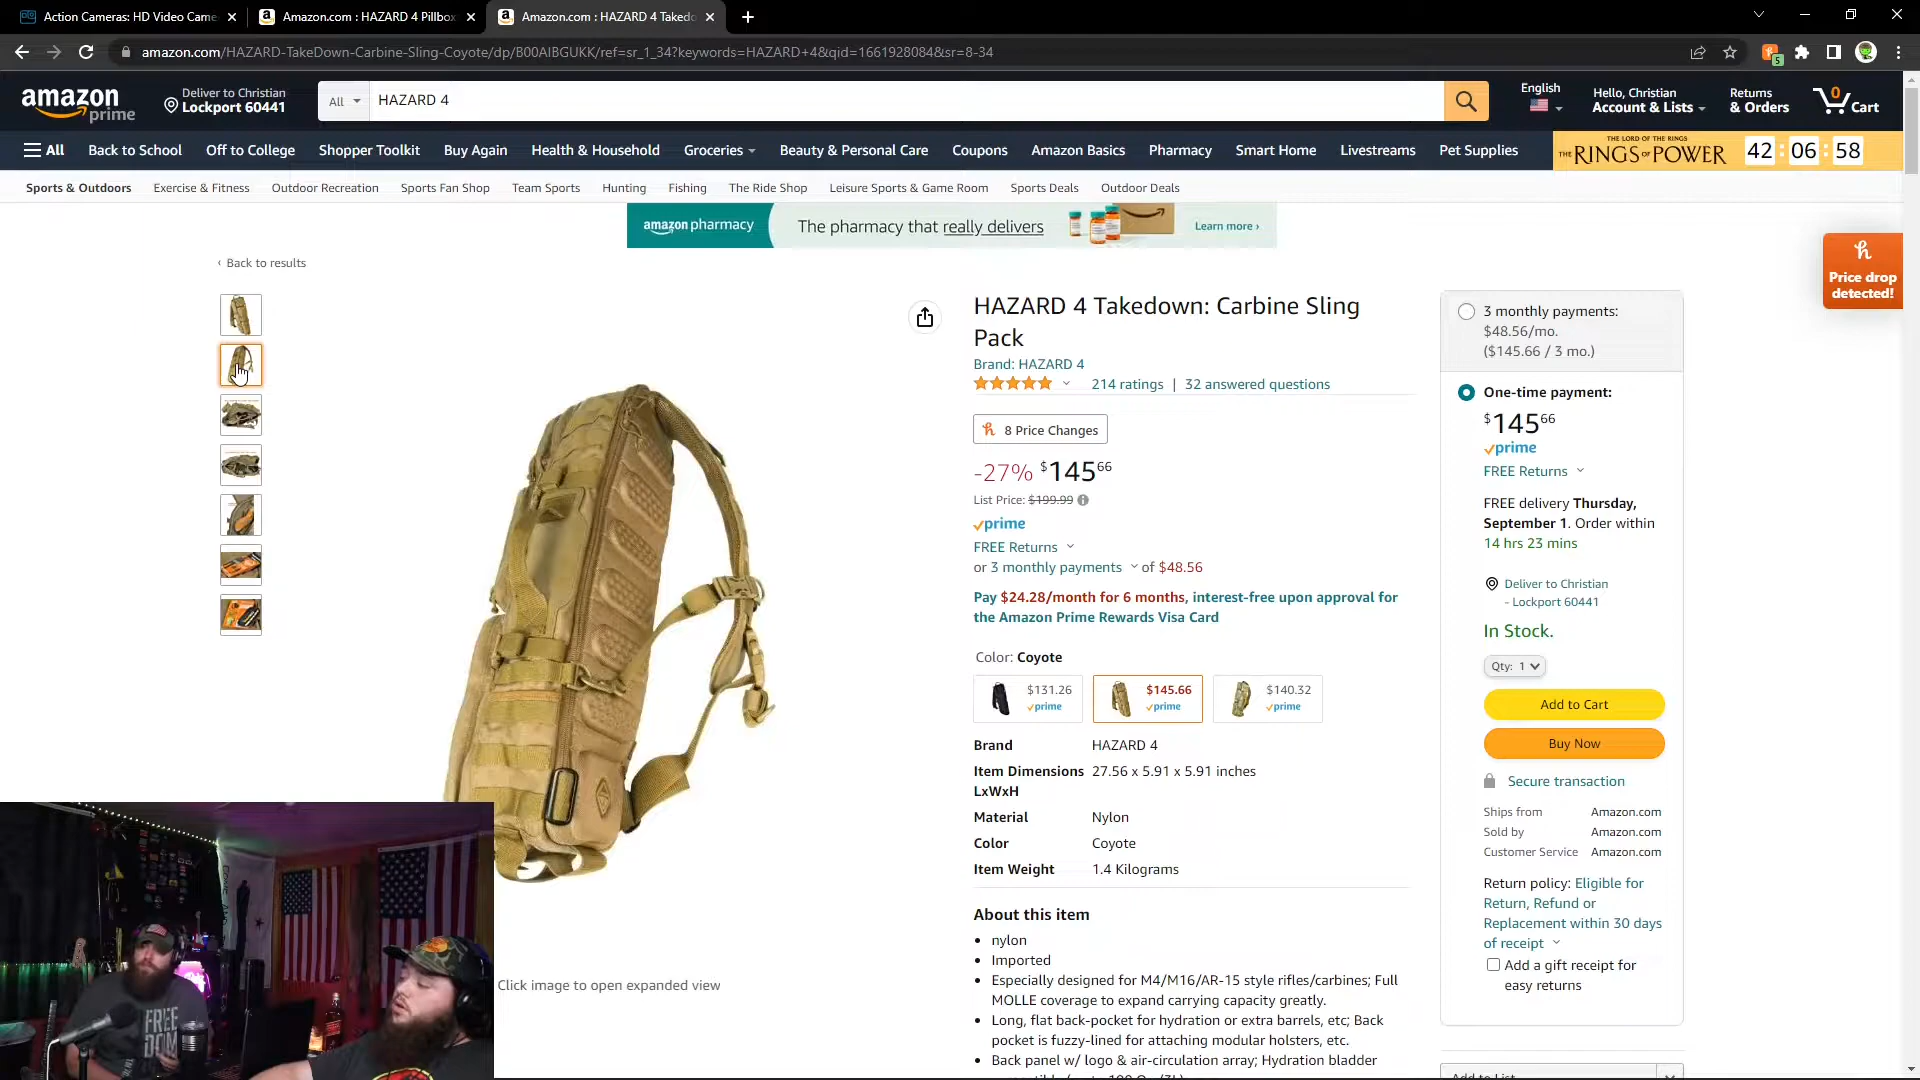 Action Cameras: HD Video Came
Amazon.com : HAZARD 4 Pillbox
Amazon.com : HAZARD 4 Takedo
amazon.com/HAZARD-TakeDown-Carbine-Sling-Coyote/dp/B00AIBGUKK/ref=sr_1_34?keywords=HAZARD+4&qid=1661928084&sr=8-34
5
amazon
prime
Deliver to Christian
Lockport 60441
All
HAZARD 4
English
Hello, Christian
Account & Lists
Returns
& Orders
0
Cart
All
Back to School
Off to College
Shopper Toolkit
Buy Again
Health & Household
Groceries
Beauty & Personal Care
Coupons
Amazon Basics
Pharmacy
Smart Home
Livestreams
Pet Supplies
THE LORD OF THE RINGS
THE RINGS OF POWER
42 : 06 : 58
Sports & Outdoors
Exercise & Fitness
Outdoor Recreation
Sports Fan Shop
Team Sports
Hunting
Fishing
The Ride Shop
Leisure Sports & Game Room
Sports Deals
Outdoor Deals
amazon pharmacy
The pharmacy that really delivers
Learn more ›
‹ Back to results
Price drop
detected!
HAZARD 4 Takedown: Carbine Sling
Pack
Brand: HAZARD 4
214 ratings | 32 answered questions
8 Price Changes
-27% $145 66
List Price: $199.99
prime
FREE Returns
or 3 monthly payments of $48.56
Pay $24.28/month for 6 months, interest-free upon approval for
the Amazon Prime Rewards Visa Card
Color: Coyote
$131.26
prime
$145.66
prime
$140.32
prime
Brand HAZARD 4
Item Dimensions 27.56 x 5.91 x 5.91 inches
LxWxH
Material Nylon
Color Coyote
Item Weight 1.4 Kilograms
About this item
• nylon
• Imported
• Especially designed for M4/M16/AR-15 style rifles/carbines; Full
MOLLE coverage to expand carrying capacity greatly.
• Long, flat back-pocket for hydration or extra barrels, etc; Back
pocket is fuzzy-lined for attaching modular holsters, etc.
• Back panel w/ logo & air-circulation array; Hydration bladder
3 monthly payments:
$48.56/mo.
($145.66 / 3 mo.)
One-time payment:
$145 66
prime
FREE Returns
FREE delivery Thursday,
September 1. Order within
14 hrs 23 mins
Deliver to Christian
- Lockport 60441
In Stock.
Qty: 1
Add to Cart
Buy Now
Secure transaction
Ships from Amazon.com
Sold by Amazon.com
Customer Service Amazon.com
Return policy: Eligible for
Return, Refund or
Replacement within 30 days
of receipt
Add a gift receipt for
easy returns
Add to List
Click image to open expanded view
FREE
DOM